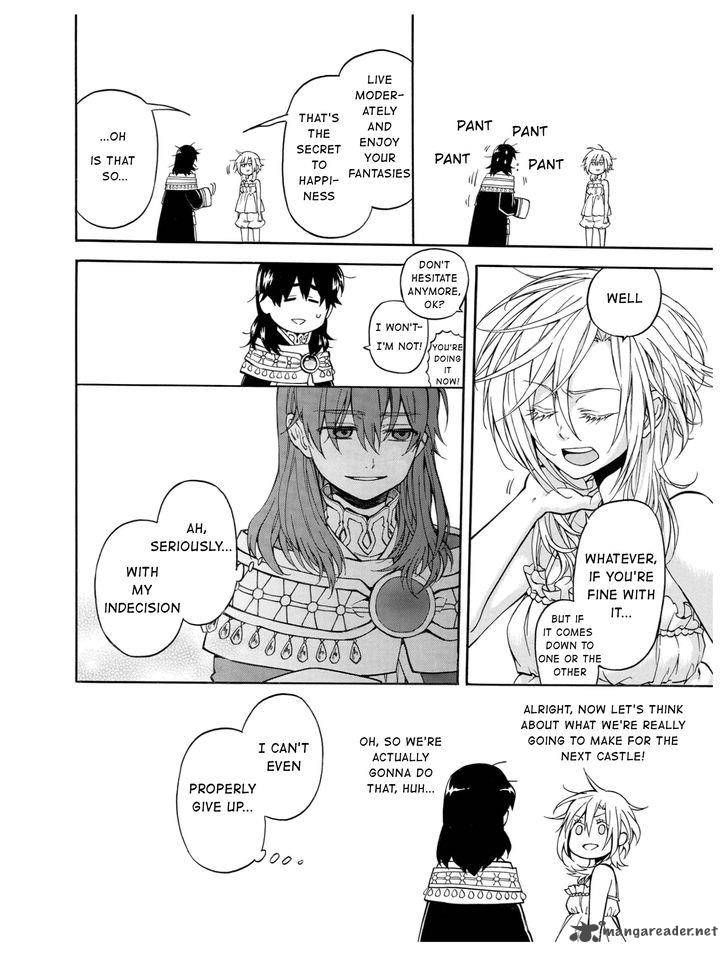 PANT
PANT
PANT
PANT
LIVE
MODER-
ATELY
AND
ENJOY
YOUR
FANTASIES
THAT'S
THE
SECRET
TO
HAPPI-
NESS
...OH
IS THAT
SO...
WELL
WHATEVER,
IF YOU'RE
FINE WITH
IT...
BUT IF
IT COMES
DOWN TO
ONE OR THE
OTHER
DON'T
HESITATE
ANYMORE,
OK?
I WON'T-
I'M NOT!
YOU'RE
DOING
IT
NOW!
AH,
SERIOUSLY...
WITH
MY
INDECISION
ALRIGHT, NOW LET'S THINK
ABOUT WHAT WE'RE REALLY
GOING TO MAKE FOR THE
NEXT CASTLE!
OH, SO WE'RE
ACTUALLY
GONNA DO
THAT, HUH...
I CAN'T
EVEN
PROPERLY
GIVE UP...
mangareader.net